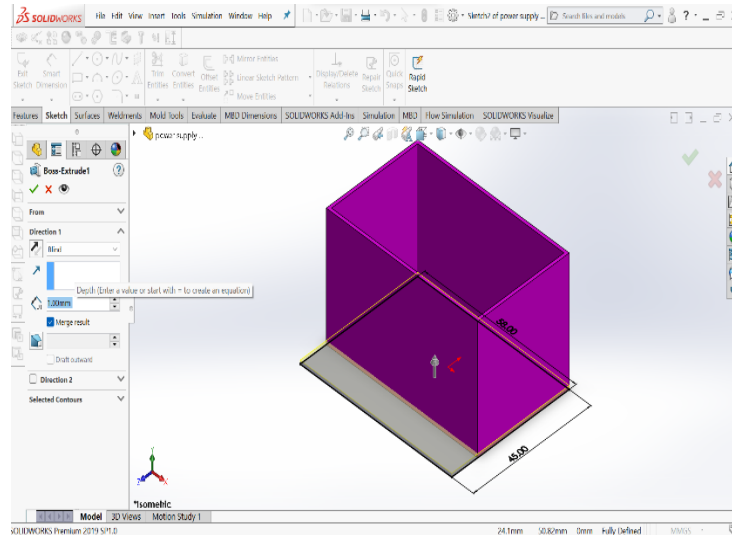 SOLIDWORKS File Edit View Insert Tools Simulation Window Help Sketch2 of power supply ... Search files and models
Exit Sketch
Smart Dimension
Trim Entities
Convert Entities
Offset Entities
Mirror Entities
Linear Sketch Pattern
Move Entities
Display/Delete Relations
Repair Sketch
Quick Snaps
Rapid Sketch
Features Sketch Surfaces Weldments Mold Tools Evaluate MBD Dimensions SOLIDWORKS Add-Ins Simulation MBD Flow Simulation SOLIDWORKS Visualize
power supply ...
Boss-Extrude1
From
Direction 1
Blind
Depth (Enter a value or start with = to create an equation)
1.00mm
Merge result
Draft outward
Direction 2
Selected Contours
45.00
*Isometric
Model 3D Views Motion Study 1
SOLIDWORKS Premium 2019 SP1.0 24.1mm 50.82mm 0mm Fully Defined MMGS